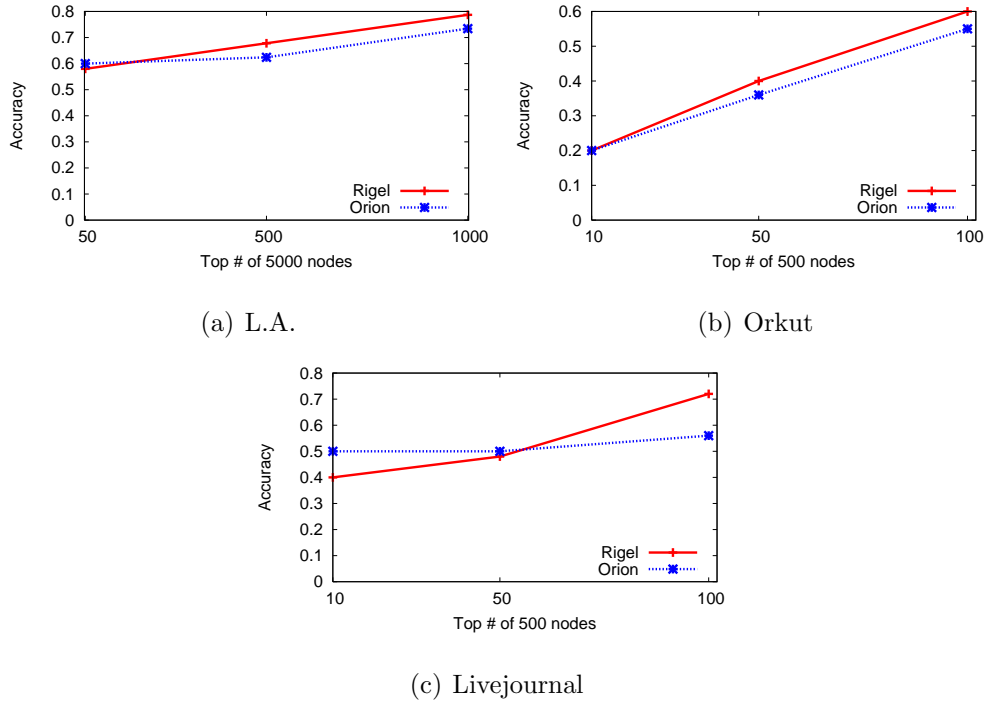 0.8
0.7
0.6
0.5
0.4
0.3
0.2
0.1
0
Accuracy
Rigel
Orion
50 500 1000
Top # of 5000 nodes
(a) L.A.
0.6
0.5
0.4
0.3
0.2
0.1
0
Accuracy
Rigel
Orion
10 50 100
Top # of 500 nodes
(b) Orkut
0.8
0.7
0.6
0.5
0.4
0.3
0.2
0.1
0
Accuracy
Rigel
Orion
10 50 100
Top # of 500 nodes
(c) Livejournal